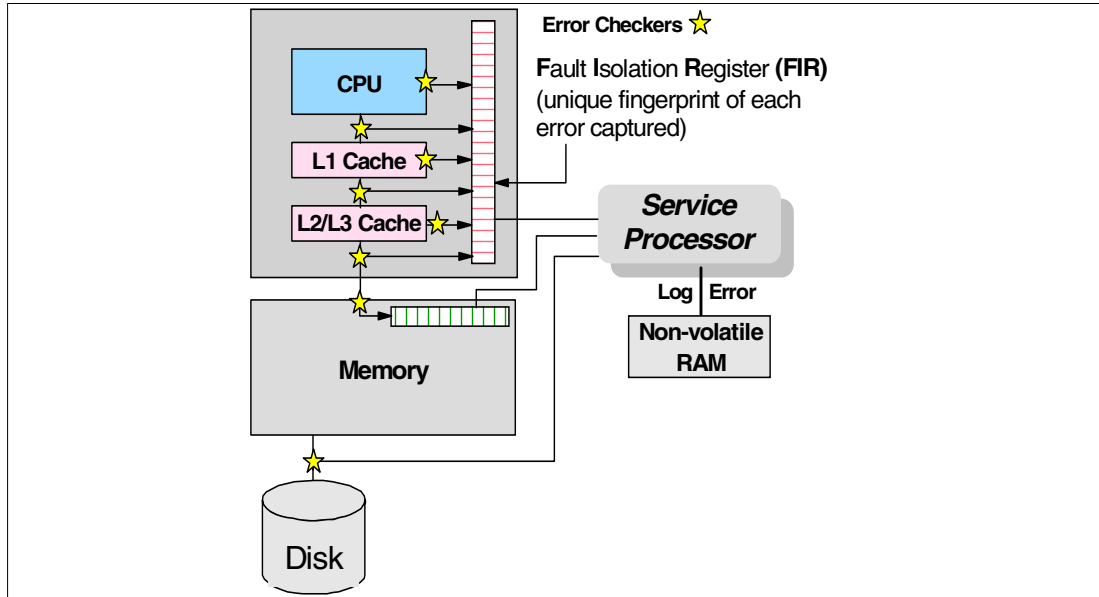 Error Checkers
Fault Isolation Register (FIR)
(unique fingerprint of each
error captured)
CPU
L1 Cache
L2/L3 Cache
Service
Processor
Log Error
Non-volatile
RAM
Memory
Disk